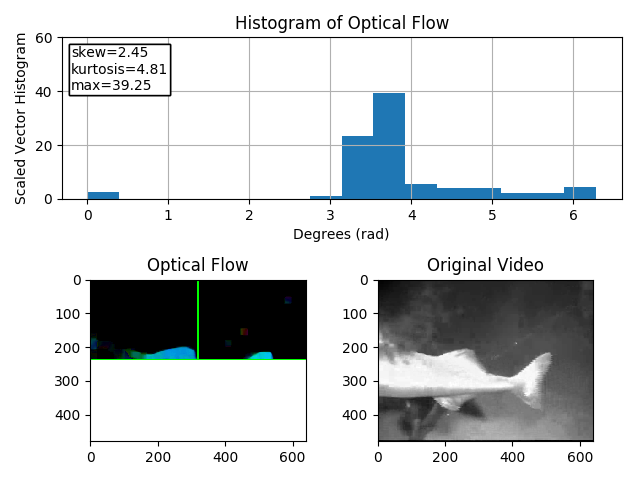 Histogram of Optical Flow
60
40
20
0
Scaled Vector Histogram
skew=2.45
kurtosis=4.81
max=39.25
0 1 2 3 4 5 6
Degrees (rad)
Optical Flow
0
100
200
300
400
0 200 400 600
Original Video
0
100
200
300
400
0 200 400 600